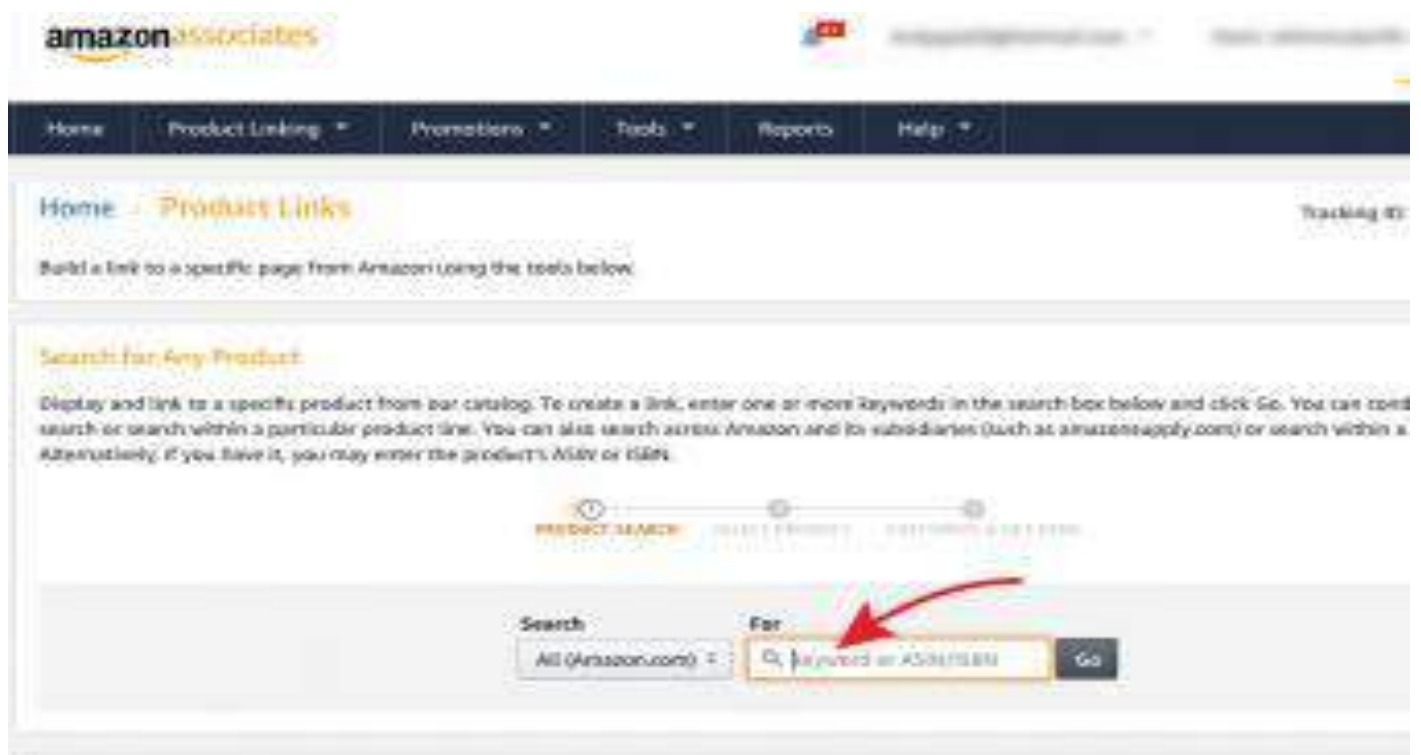 amazonassociates
Home Product Linking Promotions Tools Reports Help
Home Product Links
Tracking ID:
Build a link to a specific page from Amazon using the tools below.
Search for Any Product
Display and link to a specific product from our catalog. To create a link, enter one or more keywords in the search box below and click Go. You can
search or search within a particular product line. You can also search across Amazon and its subsidiaries (such as amazonsupply.com) or search within a
Alternatively, if you have it, you may enter the product's ASIN or ISBN.
1
PRODUCT SEARCH SELECT PRODUCT
Search For
All (Amazon.com) keyword or ASIN/ISBN Go